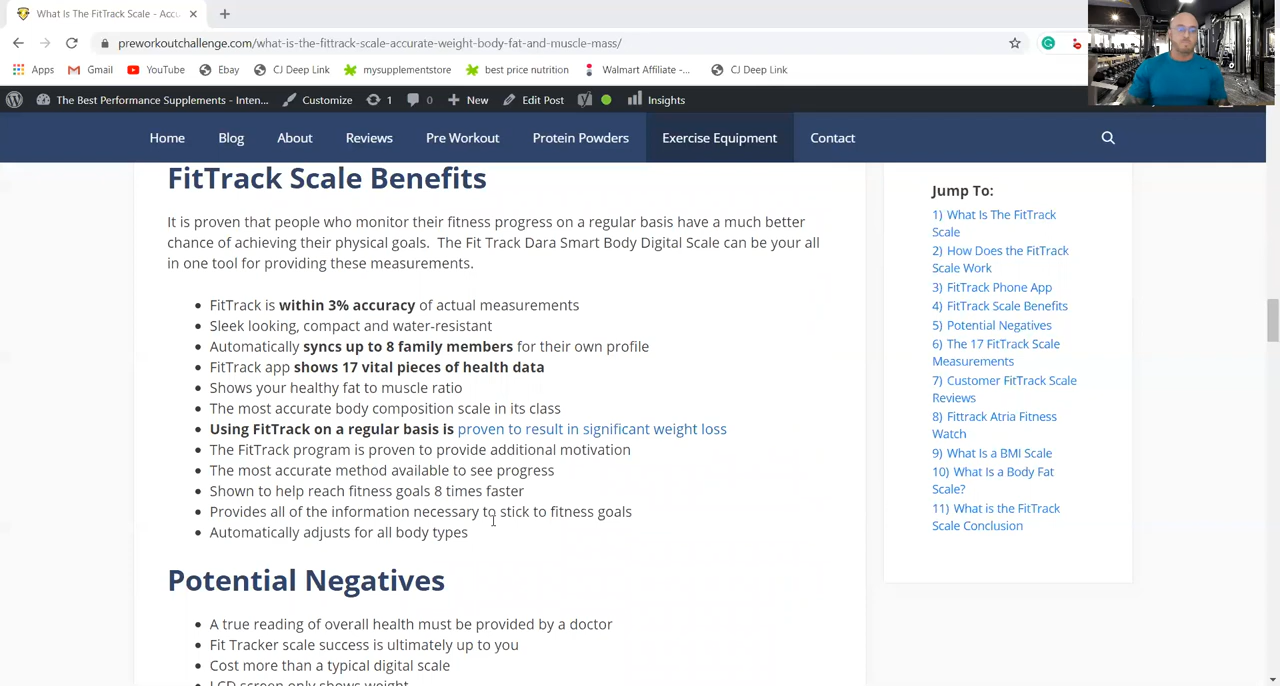 What Is The FitTrack Scale - Accu
preworkoutchallenge.com/what-is-the-fittrack-scale-accurate-weight-body-fat-and-muscle-mass/
Apps Gmail YouTube Ebay CJ Deep Link mysupplementstore best price nutrition Walmart Affiliate -... CJ Deep Link
The Best Performance Supplements - Inten... Customize 1 0 New Edit Post Insights
Home Blog About Reviews Pre Workout Protein Powders Exercise Equipment Contact
FitTrack Scale Benefits
It is proven that people who monitor their fitness progress on a regular basis have a much better
chance of achieving their physical goals. The Fit Track Dara Smart Body Digital Scale can be your all
in one tool for providing these measurements.
FitTrack is within 3% accuracy of actual measurements
Sleek looking, compact and water-resistant
Automatically syncs up to 8 family members for their own profile
FitTrack app shows 17 vital pieces of health data
Shows your healthy fat to muscle ratio
The most accurate body composition scale in its class
Using FitTrack on a regular basis is proven to result in significant weight loss
The FitTrack program is proven to provide additional motivation
The most accurate method available to see progress
Shown to help reach fitness goals 8 times faster
Provides all of the information necessary to stick to fitness goals
Automatically adjusts for all body types
Potential Negatives
A true reading of overall health must be provided by a doctor
Fit Tracker scale success is ultimately up to you
Cost more than a typical digital scale
LCD screen only shows weight
Jump To:
1) What Is The FitTrack
Scale
2) How Does the FitTrack
Scale Work
3) FitTrack Phone App
4) FitTrack Scale Benefits
5) Potential Negatives
6) The 17 FitTrack Scale
Measurements
7) Customer FitTrack Scale
Reviews
8) Fittrack Atria Fitness
Watch
9) What Is a BMI Scale
10) What Is a Body Fat
Scale?
11) What is the FitTrack
Scale Conclusion